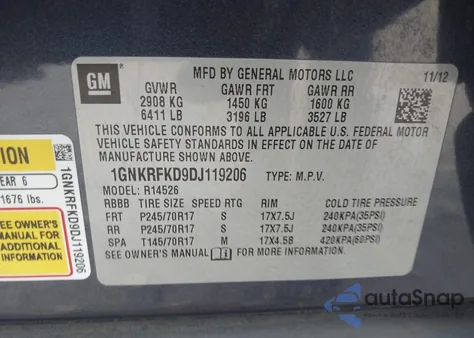 GM
MFD BY GENERAL MOTORS LLC
11/12
GVWR GAWR FRT GAWR RR
2908 KG 1450 KG 1600 KG
6411 LB 3196 LB 3527 LB
THIS VEHICLE CONFORMS TO ALL APPLICABLE U.S. FEDERAL MOTOR
VEHICLE SAFETY STANDARDS IN EFFECT ON THE DATE OF
MANUFACTURE SHOWN ABOVE.
1GNKRFKD9DJ119206 TYPE: M.P.V.
MODEL: R14526
RBBB TIRE SIZE SPEED RTG RIM COLD TIRE PRESSURE
FRT P245/70R17 S 17X7.5J 240KPA(35PSI)
RR P245/70R17 S 17X7.5J 240KPA(35PSI)
SPA T145/70R17 M 17X4.5B 420KPA(60PSI)
SEE OWNER'S MANUAL FOR MORE INFORMATION.
TION
EAR 6
1676 lbs.
SEE OWNER'S
MANUAL FOR
ADDITIONAL
INFORMATION
1GNKRFKD9DJ119206
autoSnap